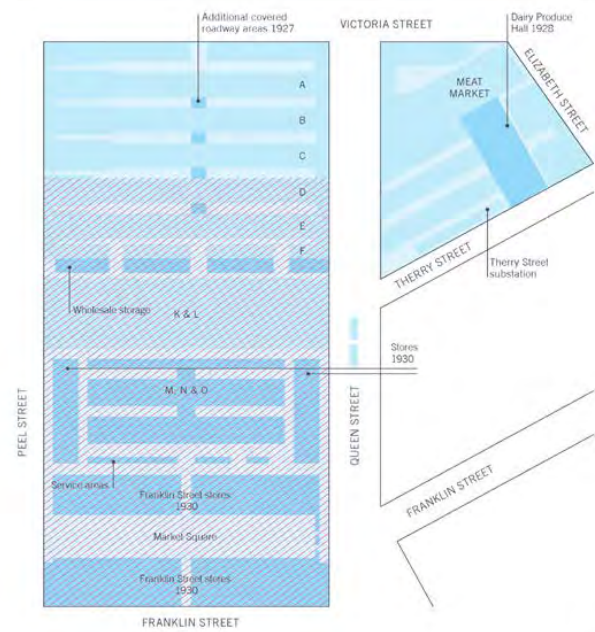 Additional covered
roadway areas 1927
VICTORIA STREET
Dairy Produce
Hall 1928
ELIZABETH STREET
MEAT
MARKET
A
B
C
D
E
F
THERRY STREET
Therry Street
substation
Wholesale storage
K & L
Stores
1930
M, N & O
PEEL STREET
QUEEN STREET
Service areas
Franklin Street stores
1930
FRANKLIN STREET
Market Square
Franklin Street stores
1930
FRANKLIN STREET